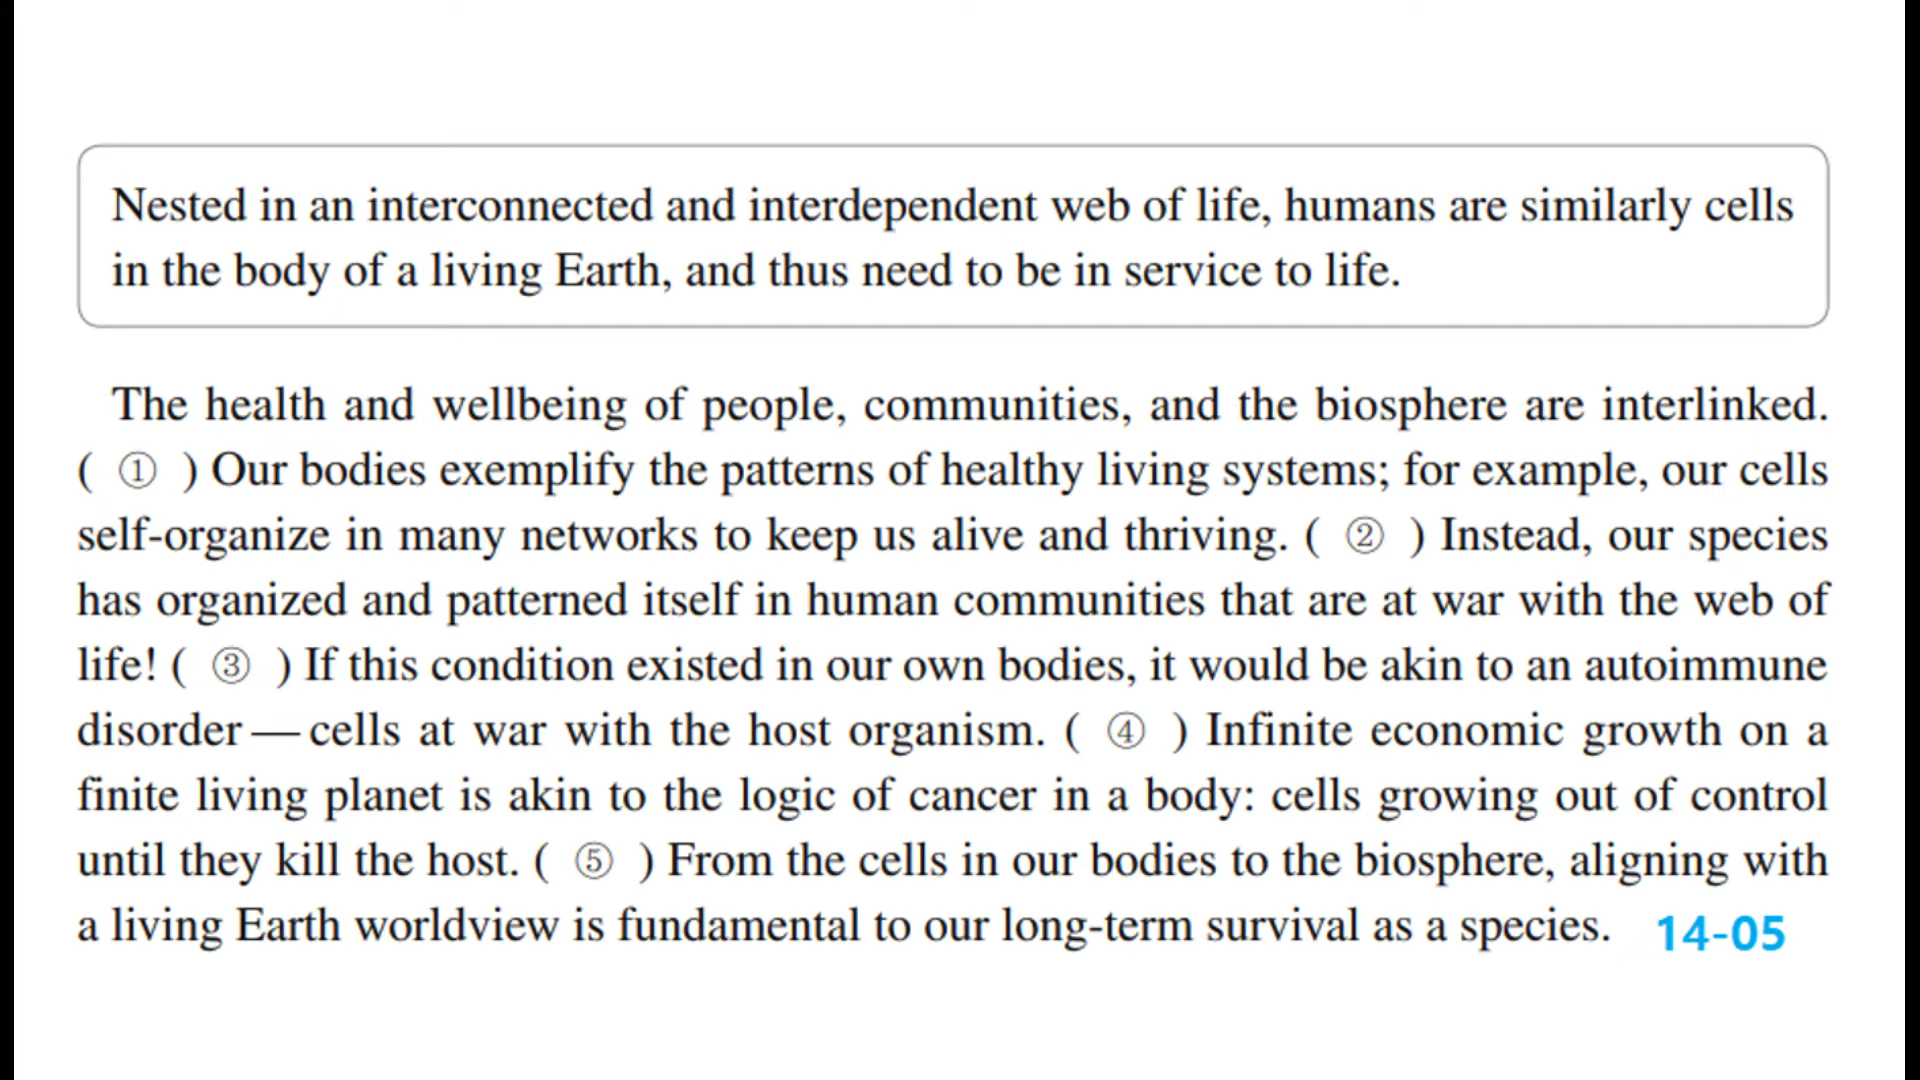 Nested in an interconnected and interdependent web of life, humans are similarly cells
in the body of a living Earth, and thus need to be in service to life.
The health and wellbeing of people, communities, and the biosphere are interlinked.
( ① ) Our bodies exemplify the patterns of healthy living systems; for example, our cells
self-organize in many networks to keep us alive and thriving. ( ② ) Instead, our species
has organized and patterned itself in human communities that are at war with the web of
life! ( ③ ) If this condition existed in our own bodies, it would be akin to an autoimmune
disorder — cells at war with the host organism. ( ④ ) Infinite economic growth on a
finite living planet is akin to the logic of cancer in a body: cells growing out of control
until they kill the host. ( ⑤ ) From the cells in our bodies to the biosphere, aligning with
a living Earth worldview is fundamental to our long-term survival as a species. 14-05